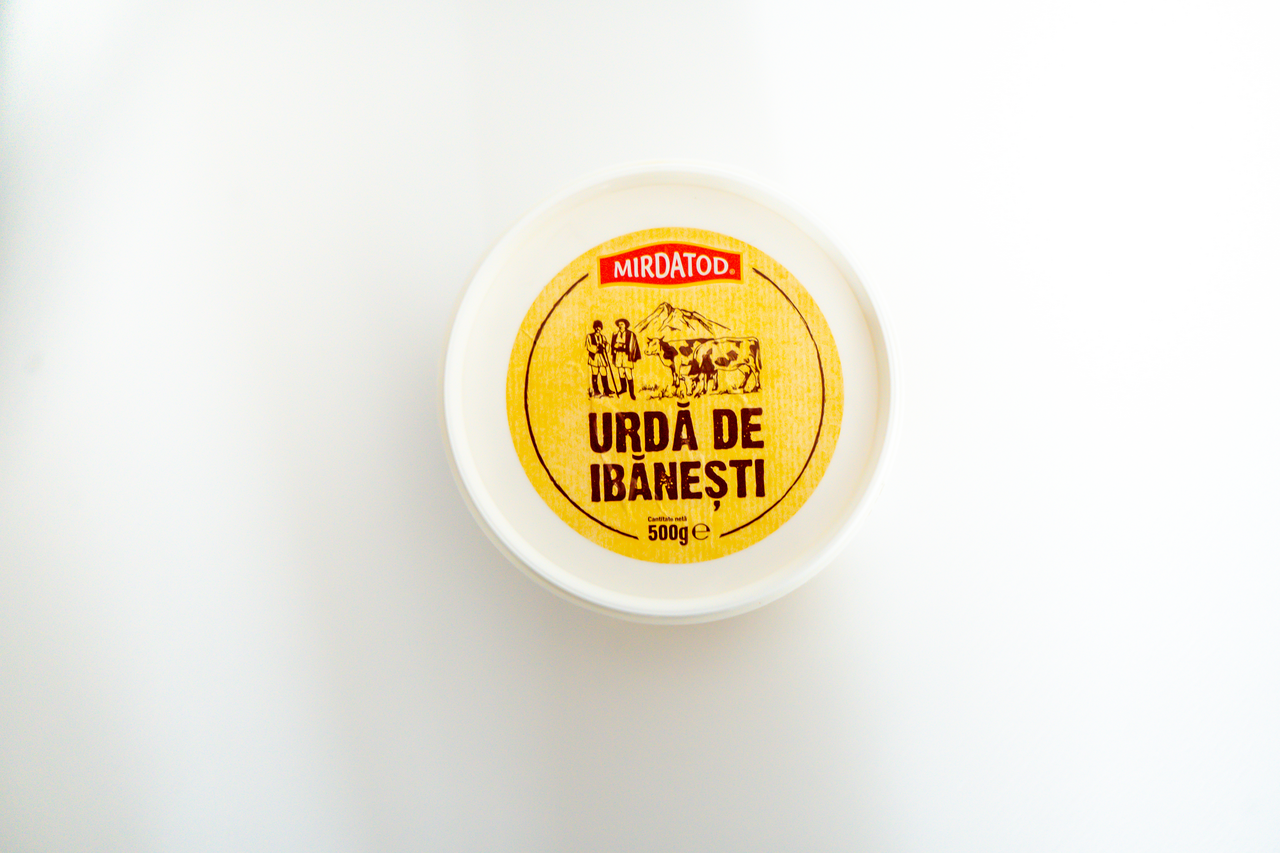 MIRDATOD®
URDĂ DE
IBĂNEȘTI
Cantitate netă
500g ℮